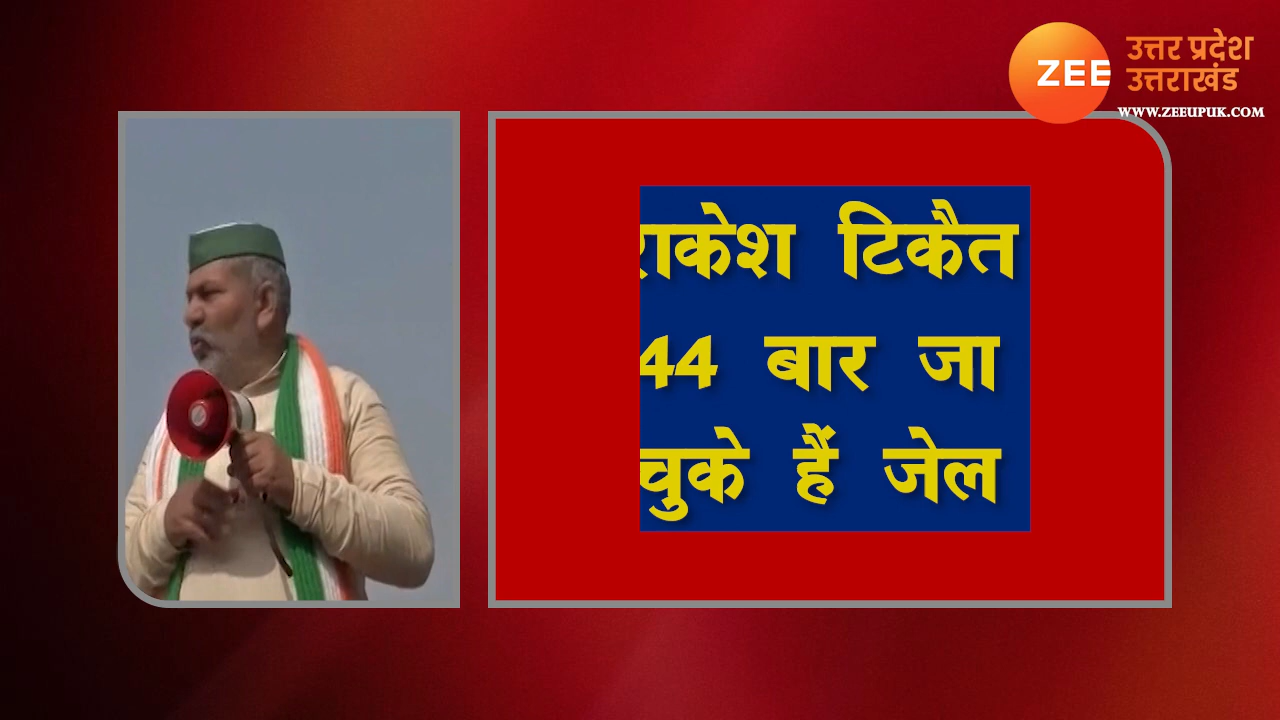 ZEE
उत्तर प्रदेश
उत्तराखंड
WWW.ZEEUPUK.COM
राकेश टिकैत
44 बार जा
चुके हैं जेल